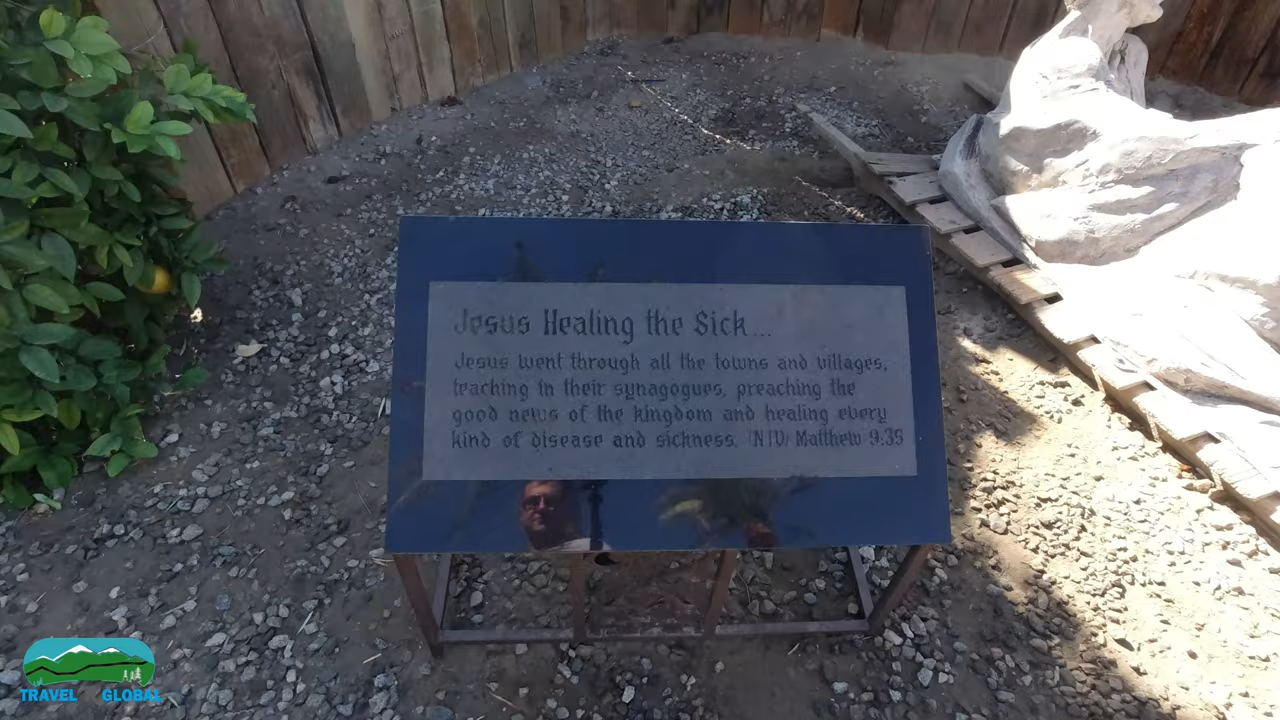 Jesus Healing the Sick...
Jesus went through all the towns and villages,
teaching in their synagogues, preaching the
good news of the kingdom and healing every
kind of disease and sickness. (NIV) Matthew 9:35
TRAVEL GLOBAL